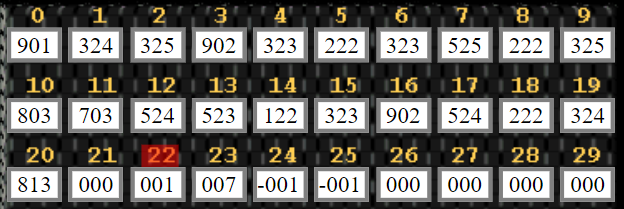 0 1 2 3 4 5 6 7 8 9
901 324 325 902 323 222 323 525 222 325
10 11 12 13 14 15 16 17 18 19
803 703 524 523 122 323 902 524 222 324
20 21 22 23 24 25 26 27 28 29
813 000 001 007 -001 -001 000 000 000 000